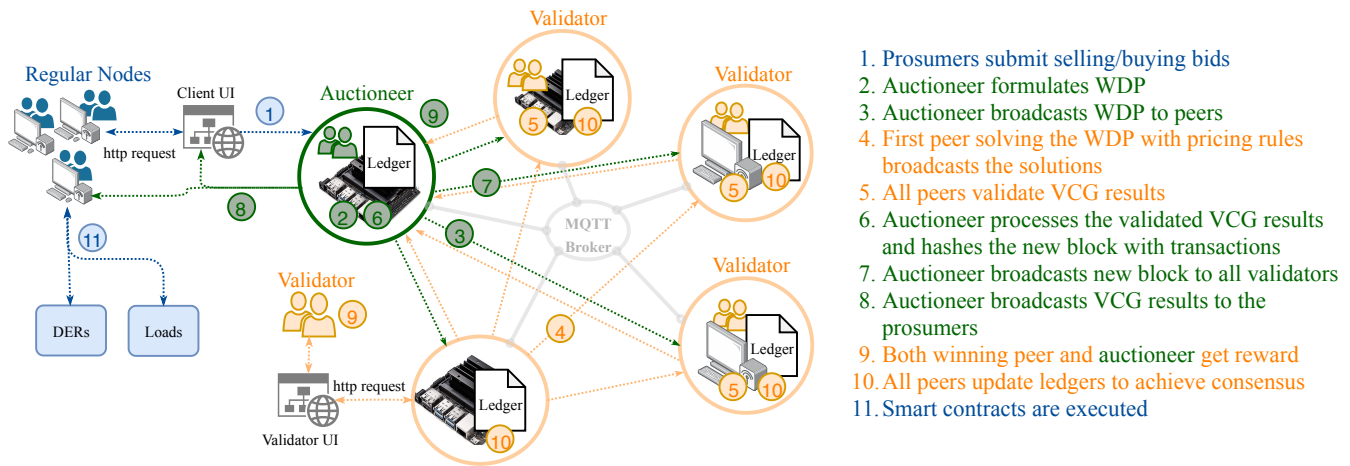 Validator
Regular Nodes
Client UI
1
http request
Auctioneer
9
Ledger
2
6
8
11
DERs
Loads
Ledger
5
10
Validator
Ledger
5
10
7
MQTT
Broker
3
Validator
Ledger
5
10
4
Validator
9
http request
Validator UI
Ledger
10
1. Prosumers submit selling/buying bids
2. Auctioneer formulates WDP
3. Auctioneer broadcasts WDP to peers
4. First peer solving the WDP with pricing rules
broadcasts the solutions
5. All peers validate VCG results
6. Auctioneer processes the validated VCG results
and hashes the new block with transactions
7. Auctioneer broadcasts new block to all validators
8. Auctioneer broadcasts VCG results to the
prosumers
9. Both winning peer and auctioneer get reward
10. All peers update ledgers to achieve consensus
11. Smart contracts are executed